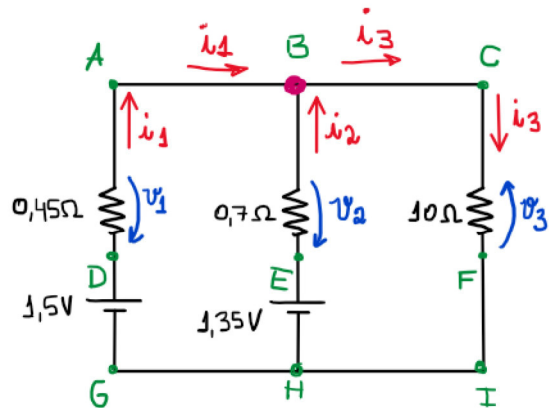 i1
B
i3
A
C
i1
i2
i3
0,45Ω
v1
0,7Ω
v2
10Ω
v3
D
E
F
1,5V
1,35V
G
H
I